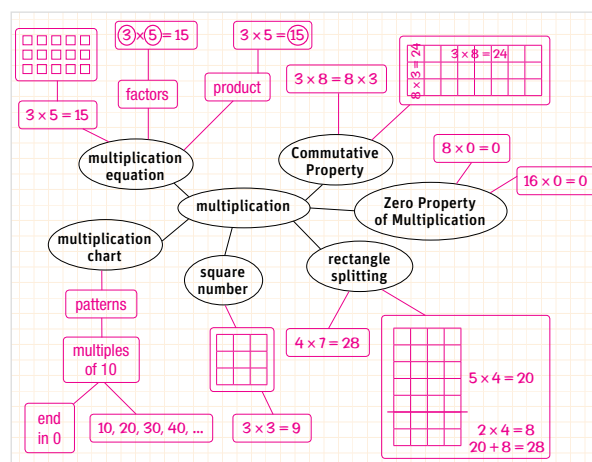 3 × 5 = 15
3 × 5 = 15
3 × 8 = 24
8 × 3 = 24
3 × 8 = 8 × 3
factors
product
3 × 5 = 15
8 × 0 = 0
multiplication
equation
Commutative
Property
16 × 0 = 0
multiplication
Zero Property
of Multiplication
multiplication
chart
square
number
rectangle
splitting
patterns
4 × 7 = 28
multiples
of 10
5 × 4 = 20
end
in 0
10, 20, 30, 40, ...
3 × 3 = 9
2 × 4 = 8
20 + 8 = 28